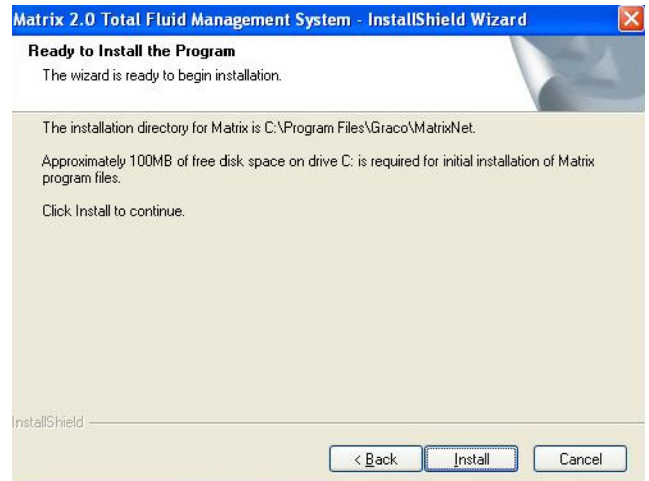 Matrix 2.0 Total Fluid Management System - InstallShield Wizard
Ready to Install the Program
The wizard is ready to begin installation.
The installation directory for Matrix is C:\Program Files\Graco\MatrixNet.
Approximately 100MB of free disk space on drive C: is required for initial installation of Matrix
program files.
Click Install to continue.
InstallShield
< Back Install Cancel